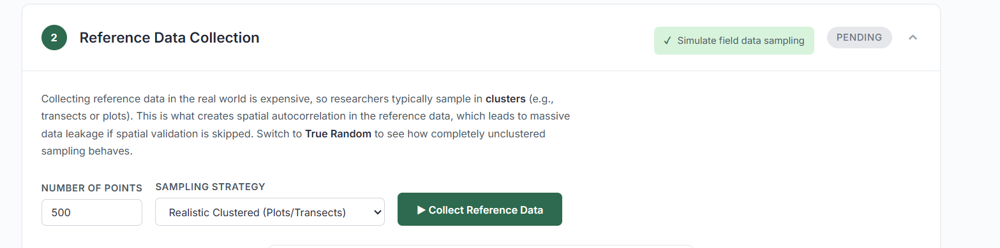 2
Reference Data Collection
✓ Simulate field data sampling
PENDING
Collecting reference data in the real world is expensive, so researchers typically sample in clusters (e.g.,
transects or plots). This is what creates spatial autocorrelation in the reference data, which leads to massive
data leakage if spatial validation is skipped. Switch to True Random to see how completely unclustered
sampling behaves.
NUMBER OF POINTS
SAMPLING STRATEGY
500
Realistic Clustered (Plots/Transects)
▶ Collect Reference Data